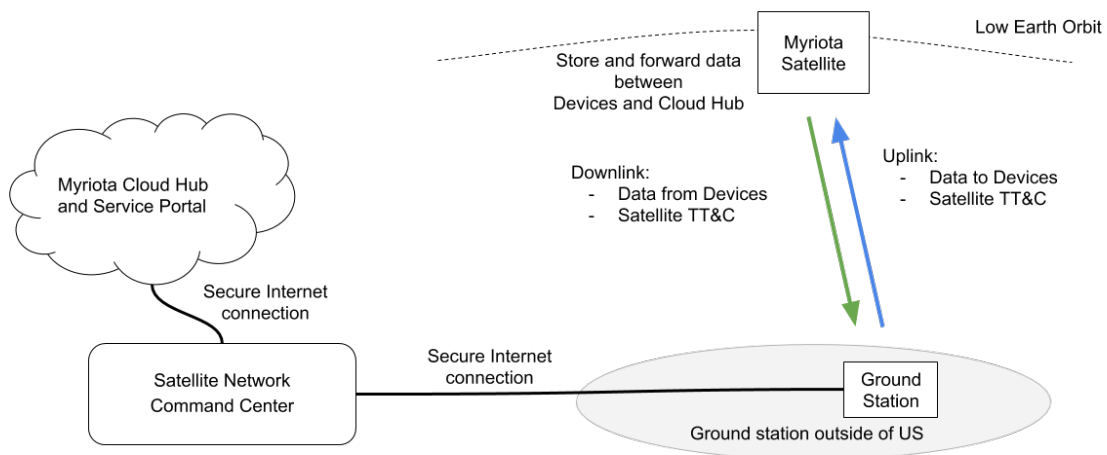 Low Earth Orbit
Myriota
Satellite
Store and forward data
between
Devices and Cloud Hub
Myriota Cloud Hub
and Service Portal
Downlink:
- Data from Devices
- Satellite TT&C
Uplink:
- Data to Devices
- Satellite TT&C
Secure Internet
connection
Satellite Network
Command Center
Secure Internet
connection
Ground
Station
Ground station outside of US